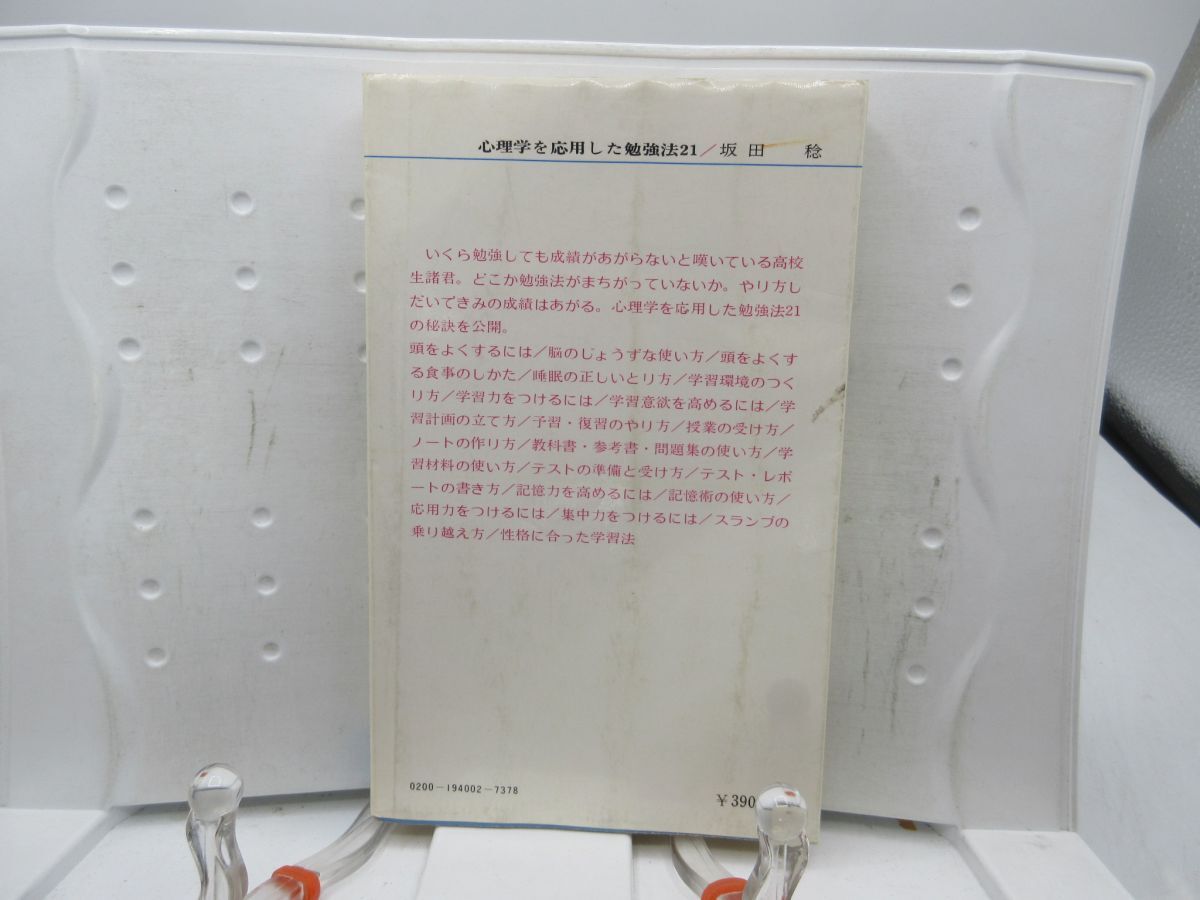 心理学を応用した勉強法21／坂田 稔
いくら勉強しても成績があがらないと嘆いている高校
生諸君。どこか勉強法がまちがっていないか。やり方し
だいできみの成績はあがる。心理学を応用した勉強法21
の秘訣を公開。
頭をよくするには／脳のじょうずな使い方／頭をよくす
る食事のしかた／睡眠の正しいとり方／学習環境のつく
り方／学習力をつけるには／学習意欲を高めるには／学
習計画の立て方／予習・復習のやり方／授業の受け方／
ノートの作り方／教科書・参考書・問題集の使い方／学
習材料の使い方／テストの準備と受け方／テスト・レポ
ートの書き方／記憶力を高めるには／記憶術の使い方／
応用力をつけるには／集中力をつけるには／スランプの
乗り越え方／性格に合った学習法
0200－194002－7378
￥390